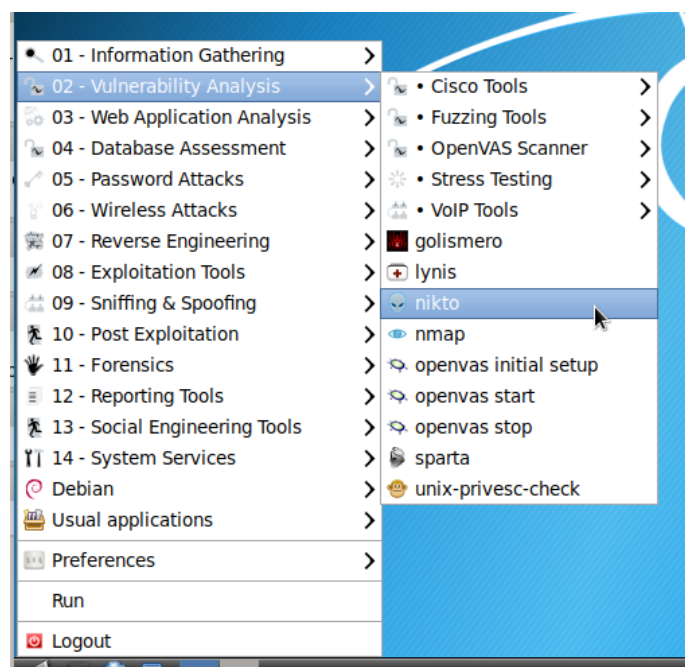 01 - Information Gathering
02 - Vulnerability Analysis
03 - Web Application Analysis
04 - Database Assessment
05 - Password Attacks
06 - Wireless Attacks
07 - Reverse Engineering
08 - Exploitation Tools
09 - Sniffing & Spoofing
10 - Post Exploitation
11 - Forensics
12 - Reporting Tools
13 - Social Engineering Tools
14 - System Services
Debian
Usual applications
Preferences
Run
Logout
• Cisco Tools
• Fuzzing Tools
• OpenVAS Scanner
• Stress Testing
• VoIP Tools
golismero
lynis
nikto
nmap
openvas initial setup
openvas start
openvas stop
sparta
unix-privesc-check